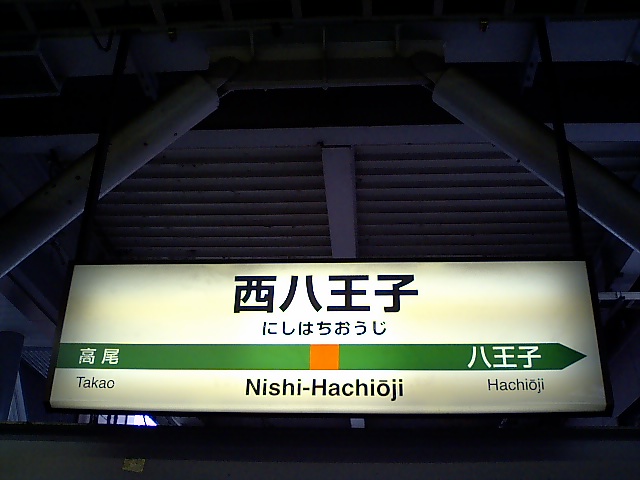 西八王子
にしはちおうじ
高尾 八王子
Takao Nishi-Hachiōji Hachiōji